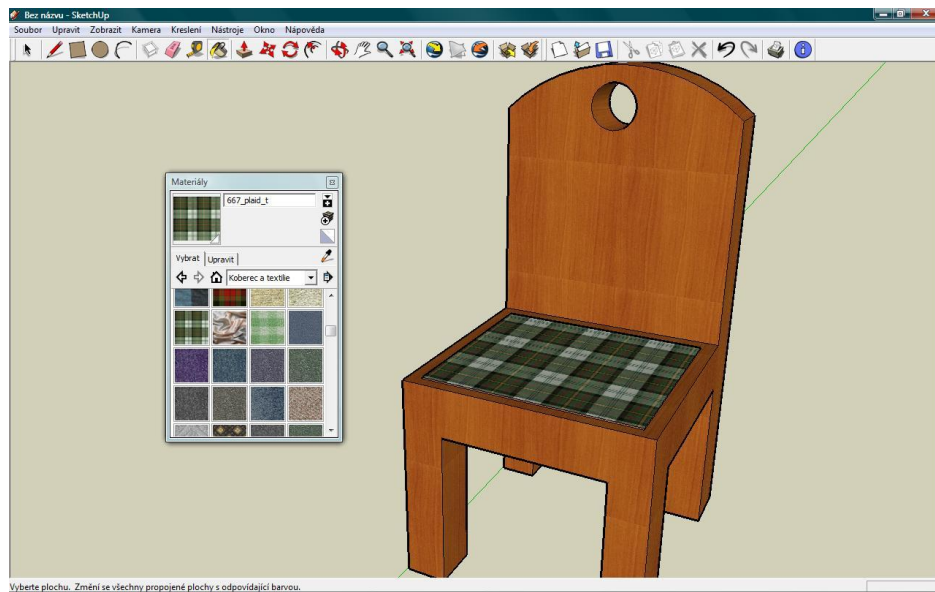 Bez názvu - SketchUp
Soubor Upravit Zobrazit Kamera Kreslení Nástroje Okno Nápověda
Materiály
667_plaid_t
Vybrat Upravit
Koberec a textlie
Vyberte plochu. Změní se všechny propojené plochy s odpovídající barvou.